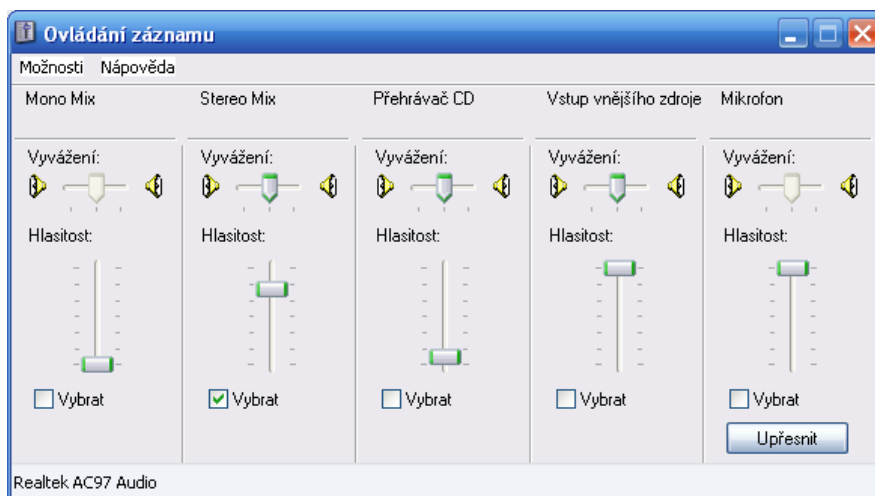 Ovládání záznamu
Možnosti Nápověda
Mono Mix
Vyvážení:
Hlasitost:
Vybrat
Stereo Mix
Vyvážení:
Hlasitost:
Vybrat
Přehrávač CD
Vyvážení:
Hlasitost:
Vybrat
Vstup vnějšího zdroje
Vyvážení:
Hlasitost:
Vybrat
Mikrofon
Vyvážení:
Hlasitost:
Vybrat
Upřesnit
Realtek AC97 Audio